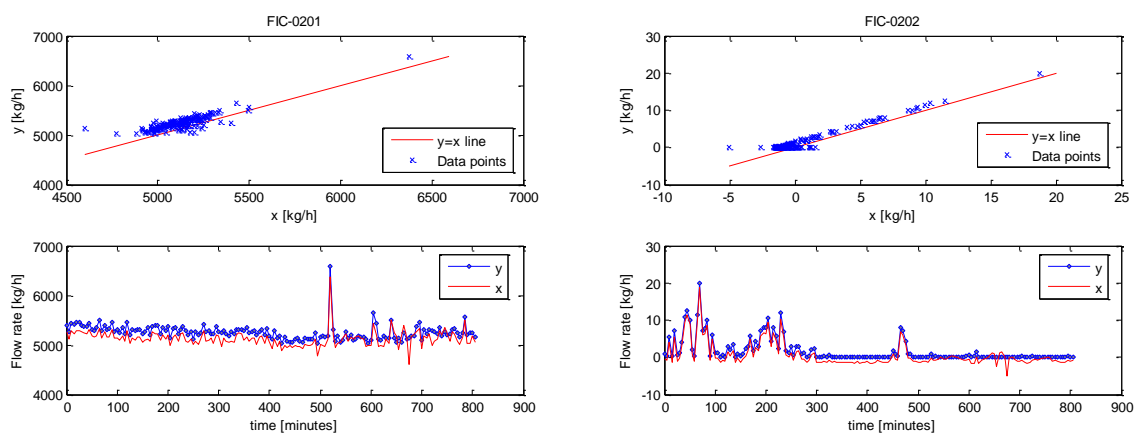 FIC-0201
7000
6000
5000
4000
y [kg/h]
4500 5000 5500 6000 6500 7000
x [kg/h]
y=x line
Data points
FIC-0202
30
20
10
0
-10
y [kg/h]
-10 -5 0 5 10 15 20 25
x [kg/h]
y=x line
Data points
7000
6000
5000
4000
Flow rate [kg/h]
0 100 200 300 400 500 600 700 800 900
time [minutes]
y
x
30
20
10
0
-10
Flow rate [kg/h]
0 100 200 300 400 500 600 700 800 900
time [minutes]
y
x